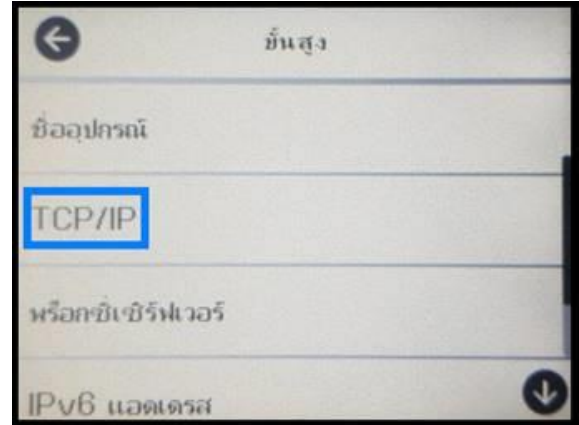 ขั้นสูง
ชื่ออุปกรณ์
TCP/IP
พร็อกซี่เซิร์ฟเวอร์
IPv6 แอดเดรส